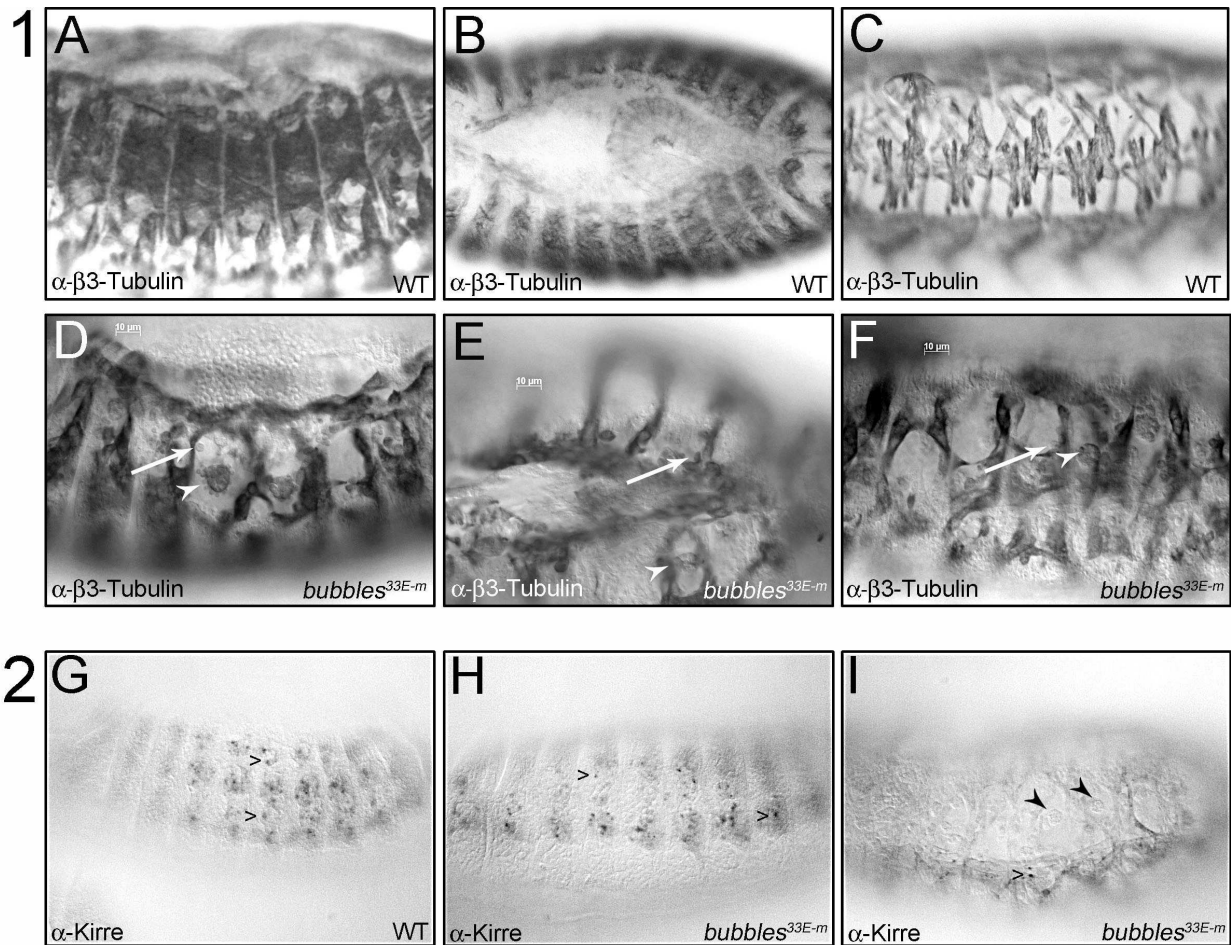 1
A
α-β3-Tubulin WT
B
α-β3-Tubulin WT
C
α-β3-Tubulin WT
D
10 µm
α-β3-Tubulin bubbles33E-m
E
10 µm
α-β3-Tubulin bubbles33E-m
F
10 µm
α-β3-Tubulin bubbles33E-m
2
G
>
>
α-Kirre WT
H
>
>
α-Kirre bubbles33E-m
I
>
α-Kirre bubbles33E-m